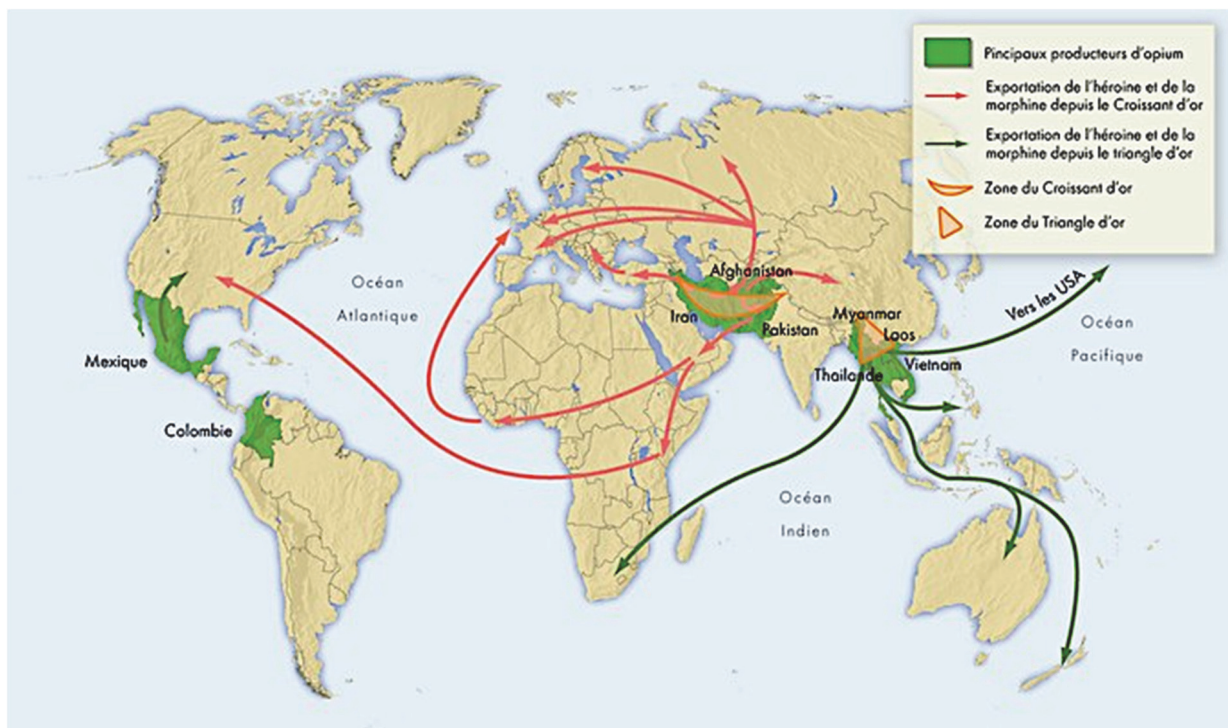 Pincipaux producteurs d'opium
Exportation de l'héroine et de la
morphine depuis le Croissant d'or
Exportation de l'héroine et de la
morphine depuis le triangle d'or
Zone du Croissant d'or
Zone du Triangle d'or
Océan
Atlantique
Afghanistan
Iran
Pakistan
Myanmar
Laos
Thaïlande
Vietnam
Vers les USA
Océan
Pacifique
Mexique
Colombie
Océan
Indien